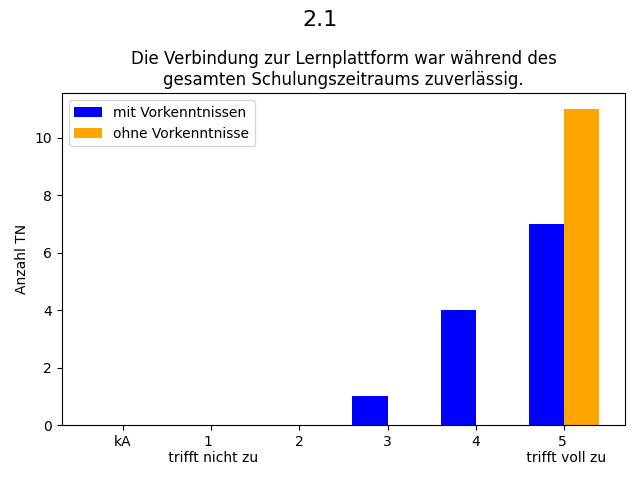 2.1
Die Verbindung zur Lernplattform war während des
gesamten Schulungszeitraums zuverlässig.
mit Vorkenntnissen
ohne Vorkenntnisse
Anzahl TN
10
8
6
4
2
0
kA 1 2 3 4 5
trifft nicht zu trifft voll zu